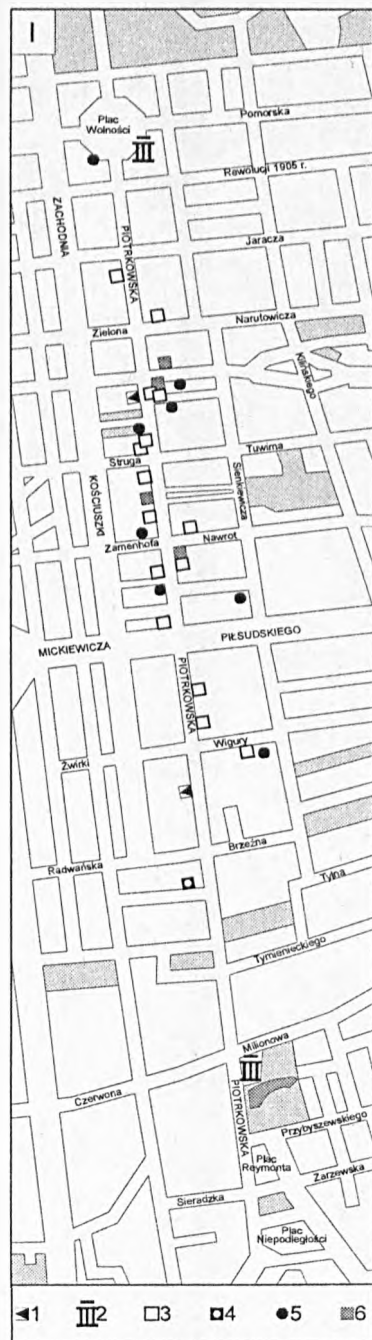 I
Pomorska
Plac
Wolności
Rewolucji 1905 r.
ZACHODNIA
PIOTRKOWSKA
Jaracza
Zielona
Narutowicza
Kilińskiego
Tuwima
Struga
KOŚCIUSZKI
Sienkiewicza
Zamenhofa
Nawrot
PIŁSUDSKIEGO
MICKIEWICZA
PIOTRKOWSKA
Wigury
Żwirki
Brzeźna
Radwańska
Tylna
Tymienieckiego
Milionowa
Czerwona
PIOTRKOWSKA
Przybyszewskiego
Plac
Reymonta
Zarzewska
Sieradzka
Plac
Niepodległości
1 2 3 4 5 6